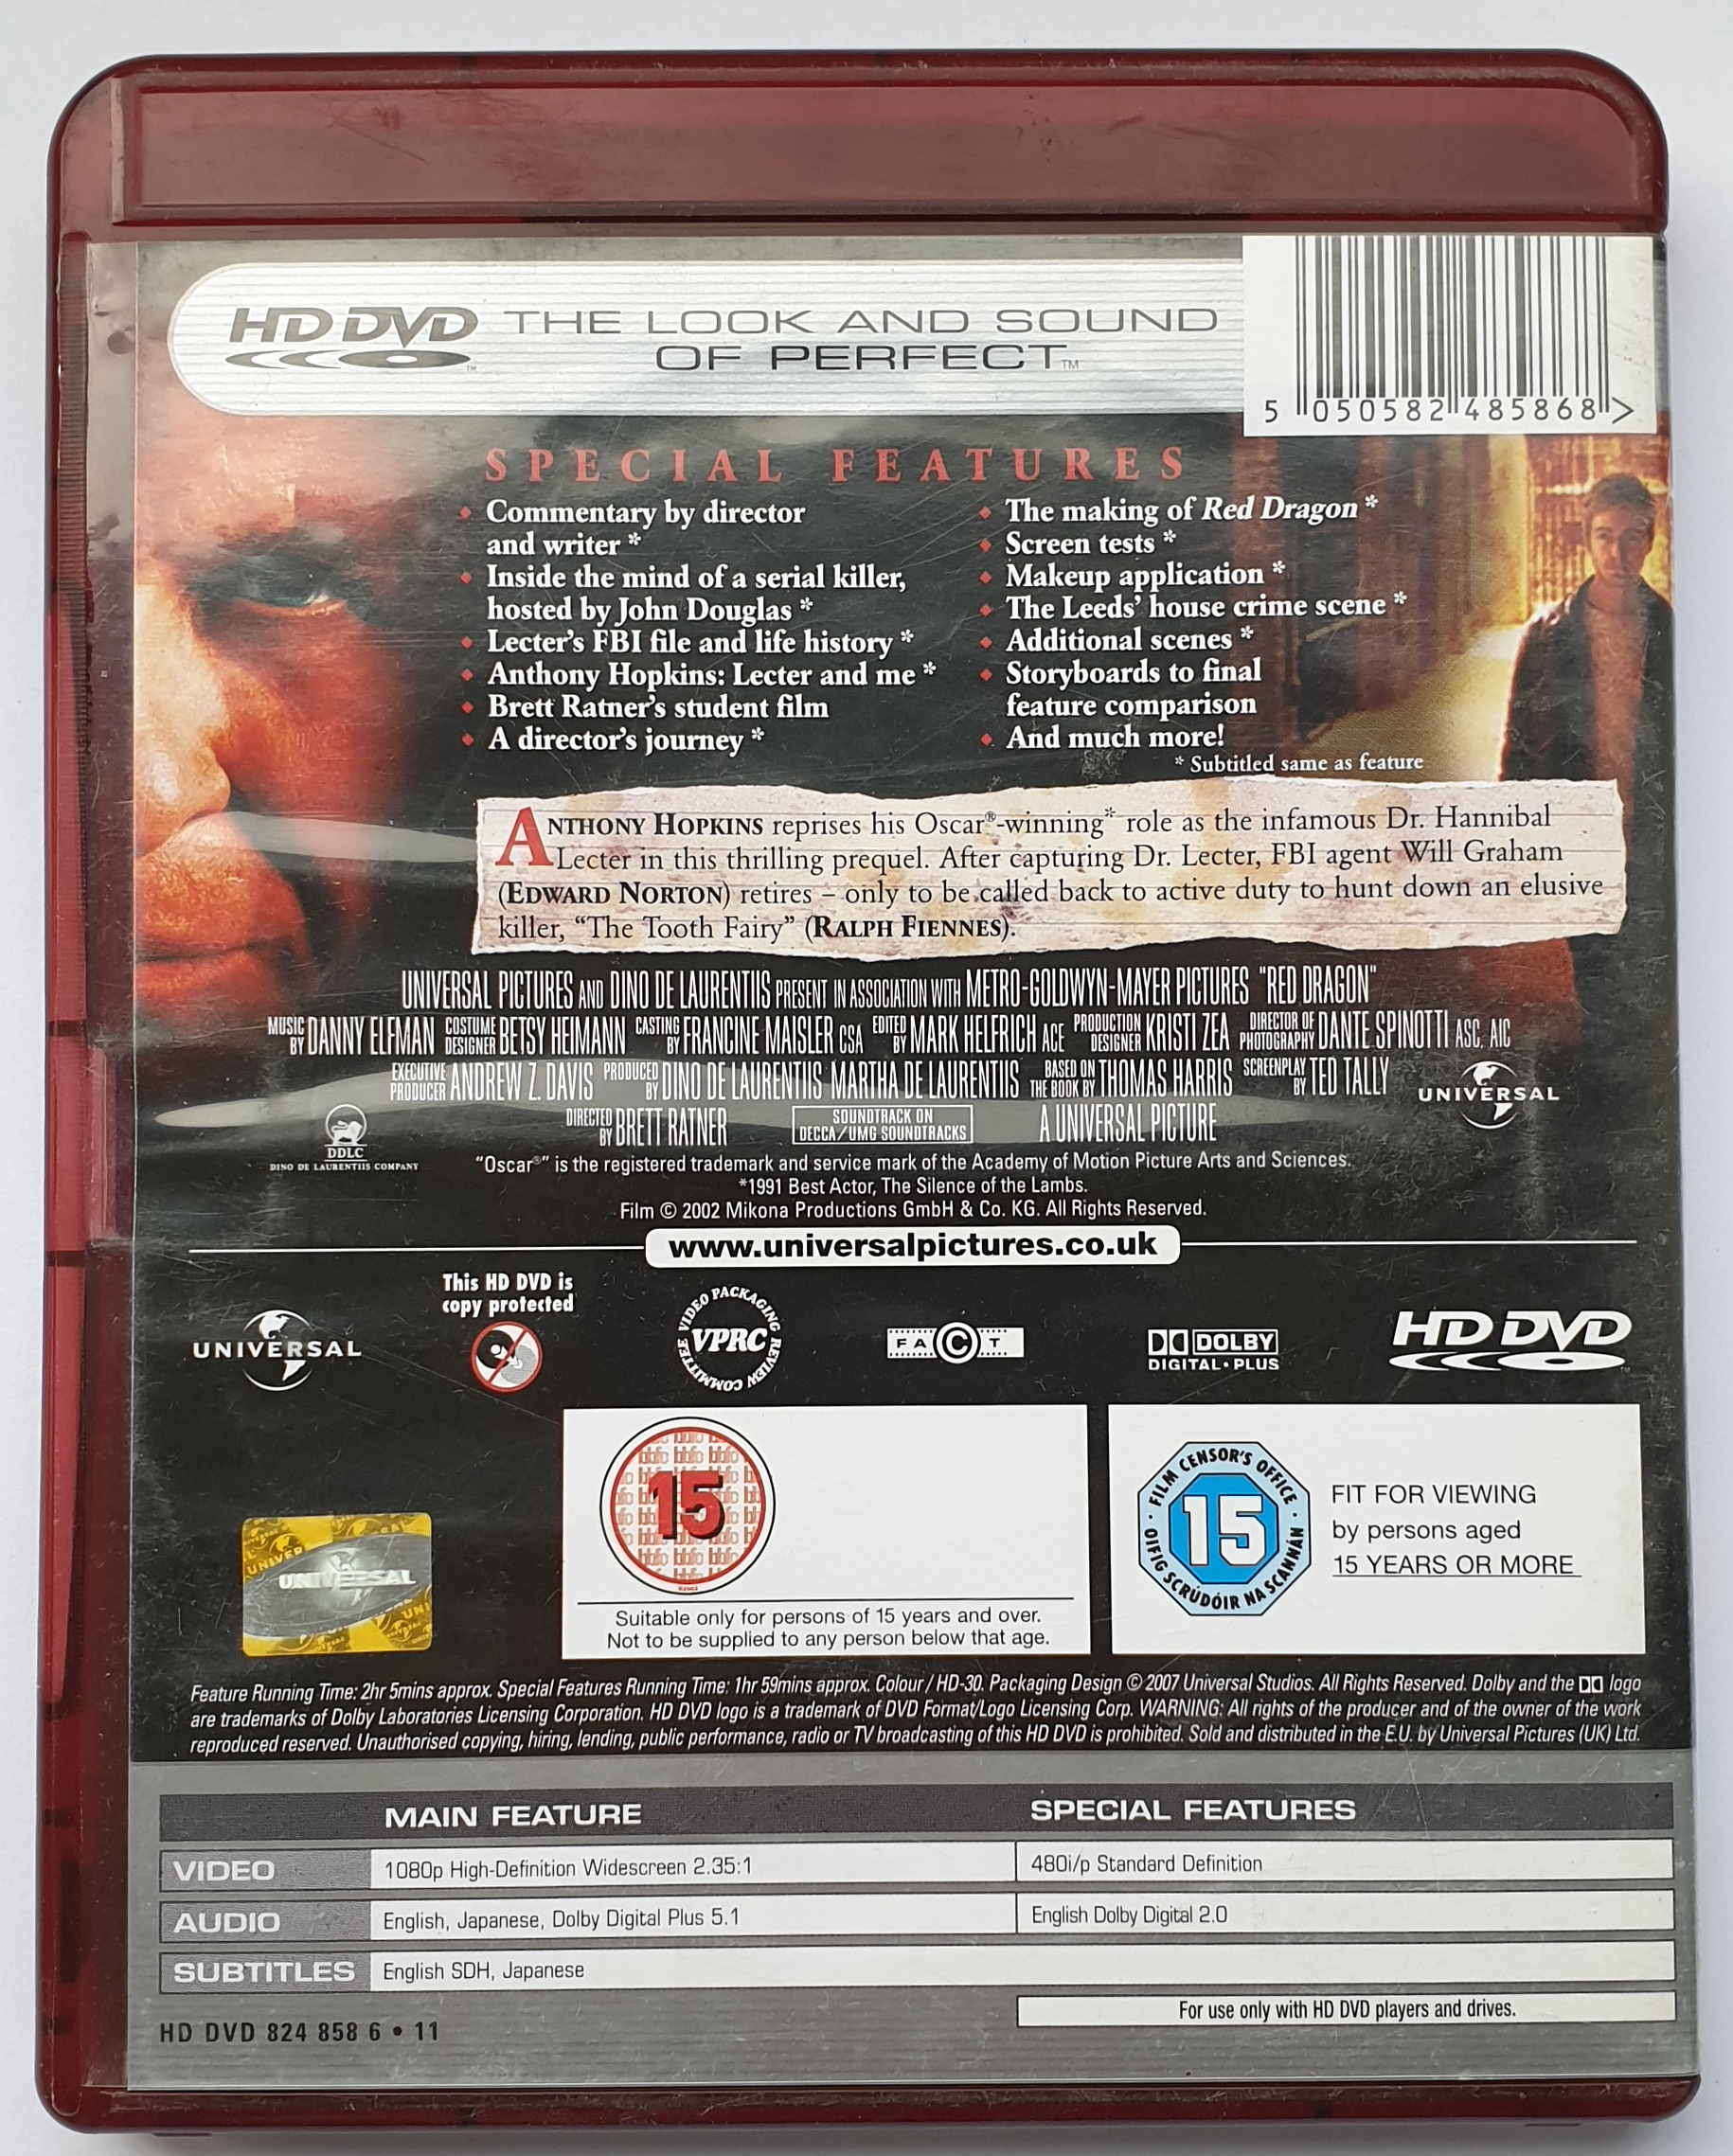 HD DVD THE LOOK AND SOUND
OF PERFECT™
5 050582 485868 >
SPECIAL FEATURES
Commentary by director
and writer *
Inside the mind of a serial killer,
hosted by John Douglas *
Lecter's FBI file and life history *
Anthony Hopkins: Lecter and me *
Brett Ratner's student film
A director's journey *
The making of Red Dragon *
Screen tests *
Makeup application *
The Leeds' house crime scene *
Additional scenes *
Storyboards to final
feature comparison
And much more!
* Subtitled same as feature
ANTHONY HOPKINS reprises his Oscar®-winning* role as the infamous Dr. Hannibal
Lecter in this thrilling prequel. After capturing Dr. Lecter, FBI agent Will Graham
(EDWARD NORTON) retires – only to be called back to active duty to hunt down an elusive
killer, “The Tooth Fairy” (RALPH FIENNES).
UNIVERSAL PICTURES AND DINO DE LAURENTIIS PRESENT IN ASSOCIATION WITH METRO-GOLDWYN-MAYER PICTURES "RED DRAGON"
MUSIC BY DANNY ELFMAN COSTUME DESIGNER BETSY HEIMANN CASTING BY FRANCINE MAISLER CSA EDITED BY MARK HELFRICH ACE PRODUCTION DESIGNER KRISTI ZEA DIRECTOR OF PHOTOGRAPHY DANTE SPINOTTI ASC, AIC
EXECUTIVE PRODUCER ANDREW Z. DAVIS PRODUCED BY DINO DE LAURENTIIS MARTHA DE LAURENTIIS BASED ON THE BOOK BY THOMAS HARRIS SCREENPLAY BY TED TALLY UNIVERSAL
DIRECTED BY BRETT RATNER SOUNDTRACK ON DECCA/UMG SOUNDTRACKS A UNIVERSAL PICTURE
DDLC
DINO DE LAURENTIIS COMPANY
“Oscar®” is the registered trademark and service mark of the Academy of Motion Picture Arts and Sciences.
*1991 Best Actor, The Silence of the Lambs.
Film © 2002 Mikona Productions GmbH & Co. KG. All Rights Reserved.
www.universalpictures.co.uk
UNIVERSAL
This HD DVD is
copy protected
VIDEO PACKAGING REVIEW COMMITTEE
VPRC
FACT
DOLBY
DIGITAL·PLUS
HD DVD
UNIVERSAL
15
Suitable only for persons of 15 years and over.
Not to be supplied to any person below that age.
FILM CENSOR'S OFFICE · OIFIG SCRÚDÓIR NA SCANNÁN ·
15
FIT FOR VIEWING
by persons aged
15 YEARS OR MORE
Feature Running Time: 2hr 5mins approx. Special Features Running Time: 1hr 59mins approx. Colour / HD-30. Packaging Design © 2007 Universal Studios. All Rights Reserved. Dolby and the logo
are trademarks of Dolby Laboratories Licensing Corporation. HD DVD logo is a trademark of DVD Format/Logo Licensing Corp. WARNING: All rights of the producer and of the owner of the work
reproduced reserved. Unauthorised copying, hiring, lending, public performance, radio or TV broadcasting of this HD DVD is prohibited. Sold and distributed in the E.U. by Universal Pictures (UK) Ltd.
MAIN FEATURE SPECIAL FEATURES
VIDEO 1080p High-Definition Widescreen 2.35:1 480i/p Standard Definition
AUDIO English, Japanese, Dolby Digital Plus 5.1 English Dolby Digital 2.0
SUBTITLES English SDH, Japanese
For use only with HD DVD players and drives.
HD DVD 824 858 6 • 11